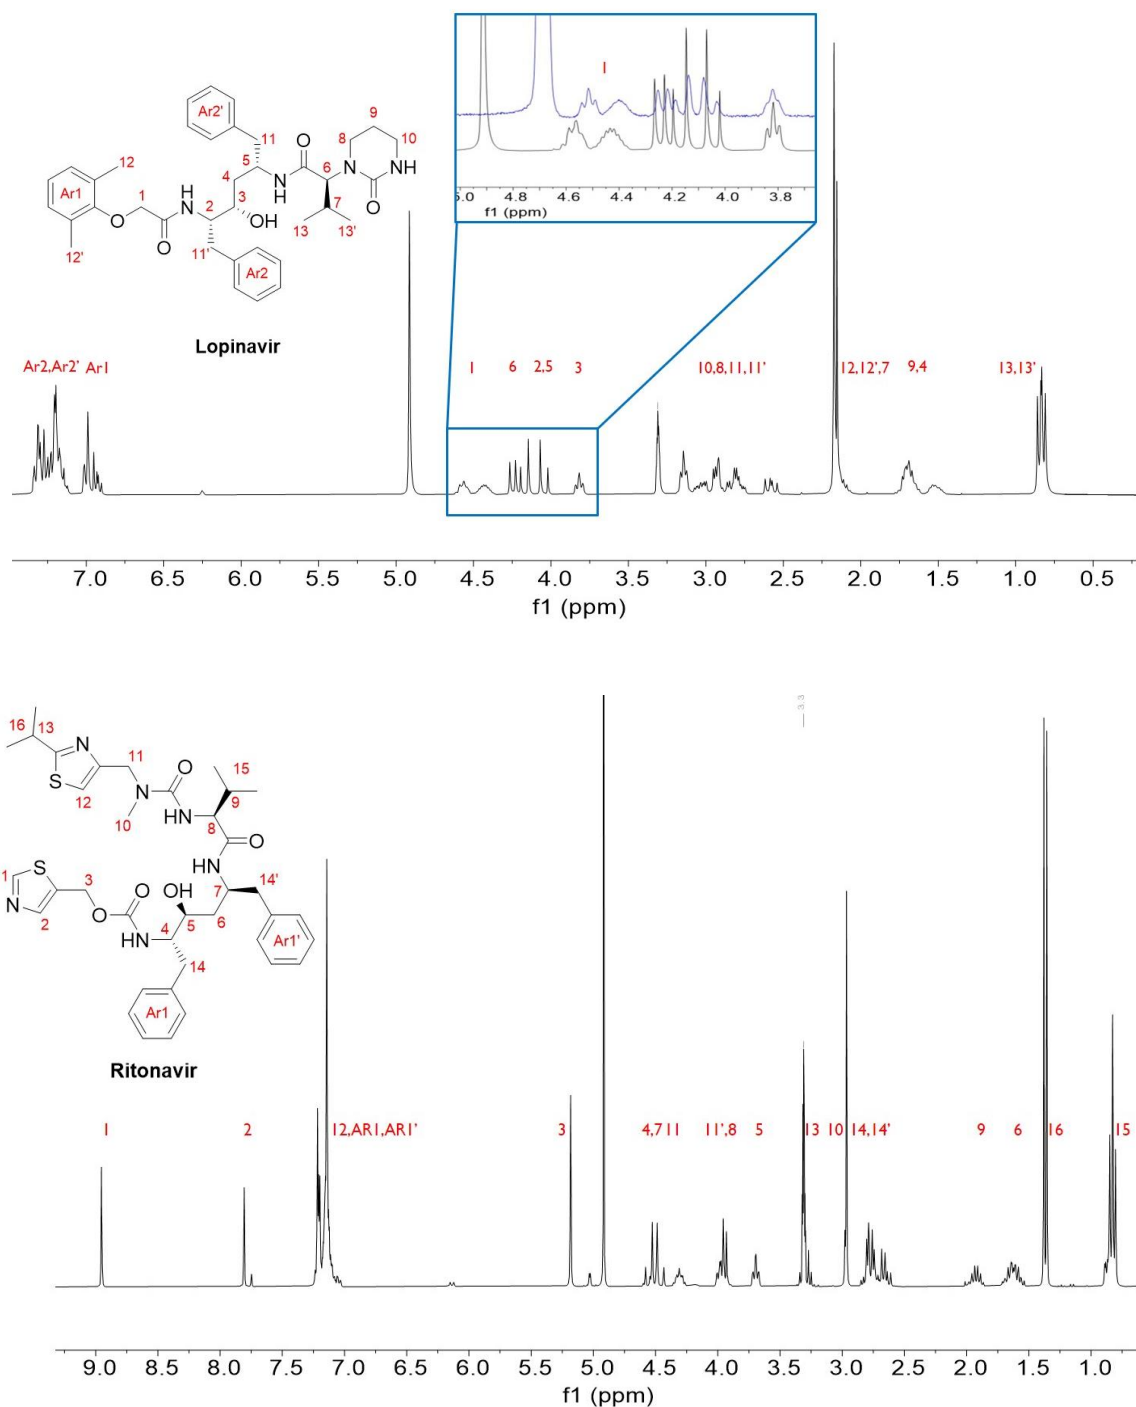 1
5.0 4.8 4.6 4.4 4.2 4.0 3.8
f1 (ppm)
Ar2'
11
9
8
10
O
12
5
6
N
NH
4
N
H
Ar1
1
H
N
3
O
7
O
2
OH
13
13'
O
11'
12'
Ar2
Lopinavir
Ar2,Ar2' Ar1 1 6 2,5 3 10,8,11,11' 12,12',7 9,4 13,13'
7.0 6.5 6.0 5.5 5.0 4.5 4.0 3.5 3.0 2.5 2.0 1.5 1.0 0.5
f1 (ppm)
3.3
16
13
N
11
S
12
O
15
N
9
10
HN
8
O
HN
1
S
3
O
OH
7
14'
N
2
O
5
6
HN
4
Ar1'
14
Ar1
Ritonavir
1 2 12,AR1,AR1' 3 4,7 11 11',8 5 13 10 14,14' 9 6 16 15
9.0 8.5 8.0 7.5 7.0 6.5 6.0 5.5 5.0 4.5 4.0 3.5 3.0 2.5 2.0 1.5 1.0
f1 (ppm)